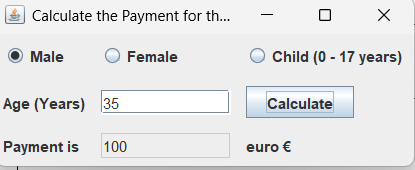 Calculate the Payment for th...
Male Female Child (0 - 17 years)
Age (Years) 35 Calculate
Payment is 100 euro €